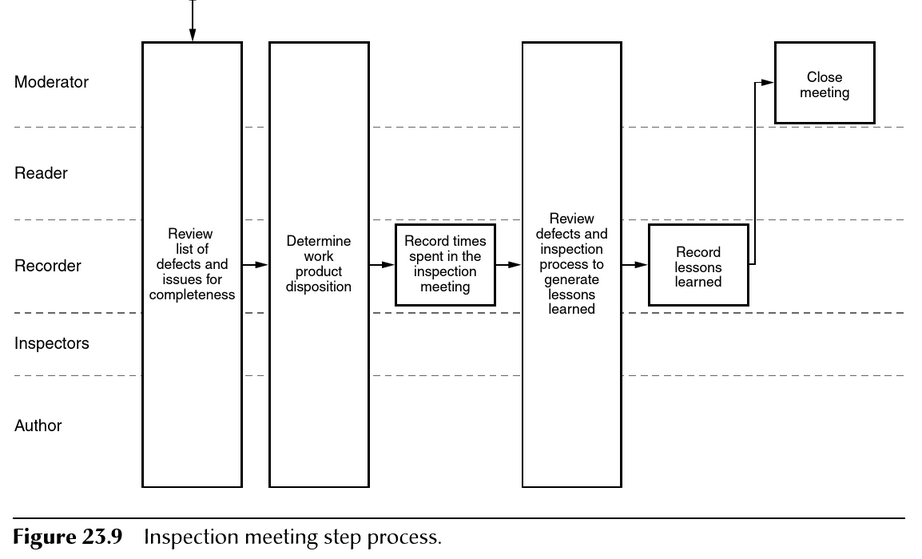 Moderator
Reader
Recorder
Inspectors
Author
Review
list of
defects and
issues for
completeness
Determine
work
product
disposition
Record times
spent in the
inspection
meeting
Review
defects and
inspection
process to
generate
lessons
learned
Record
lessons
learned
Close
meeting
Figure 23.9 Inspection meeting step process.